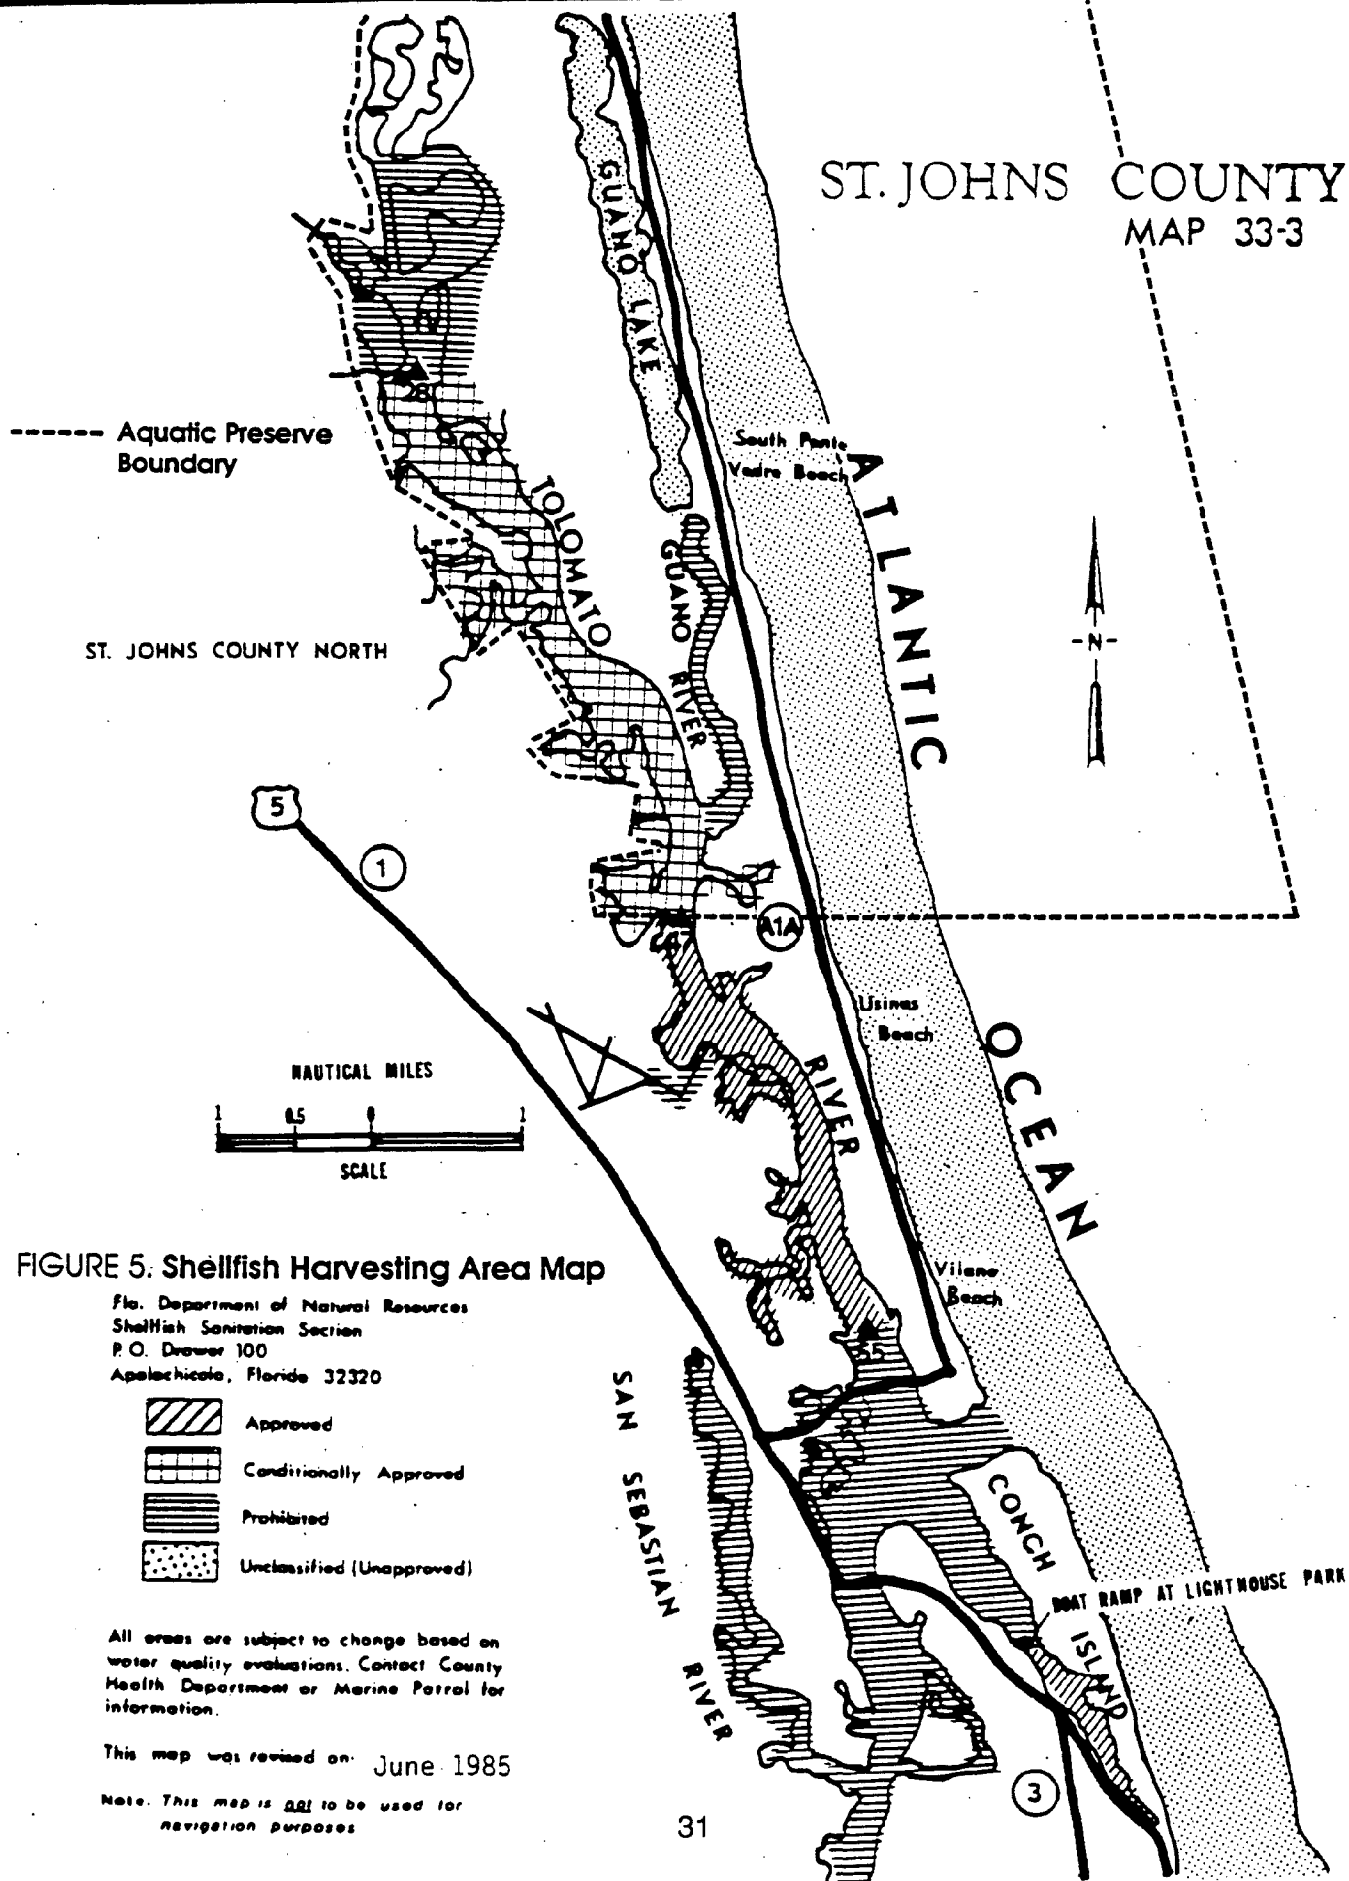 ST. JOHNS COUNTY
MAP 33-3
GUANO LAKE
28
------ Aquatic Preserve
Boundary
South Ponte
Vedra Beach
ATLANTIC
TOLOMATO
GUANO RIVER
-N-
ST. JOHNS COUNTY NORTH
5
1
A1A
Usinas
Beach
OCEAN
RIVER
NAUTICAL MILES
1 0.5 0 1
SCALE
FIGURE 5: Shellfish Harvesting Area Map
Fla. Department of Natural Resources
Shellfish Sanitation Section
P.O. Drawer 100
Apalachicola, Florida 32320
Approved
Conditionally Approved
Prohibited
Unclassified (Unapproved)
Vilano
Beach
55
SAN SEBASTIAN RIVER
CONCH ISLAND
BOAT RAMP AT LIGHTHOUSE PARK
All areas are subject to change based on
water quality evaluations. Contact County
Health Department or Marine Patrol for
information.
This map was revised on: June 1985
Note: This map is not to be used for
navigation purposes
3
31